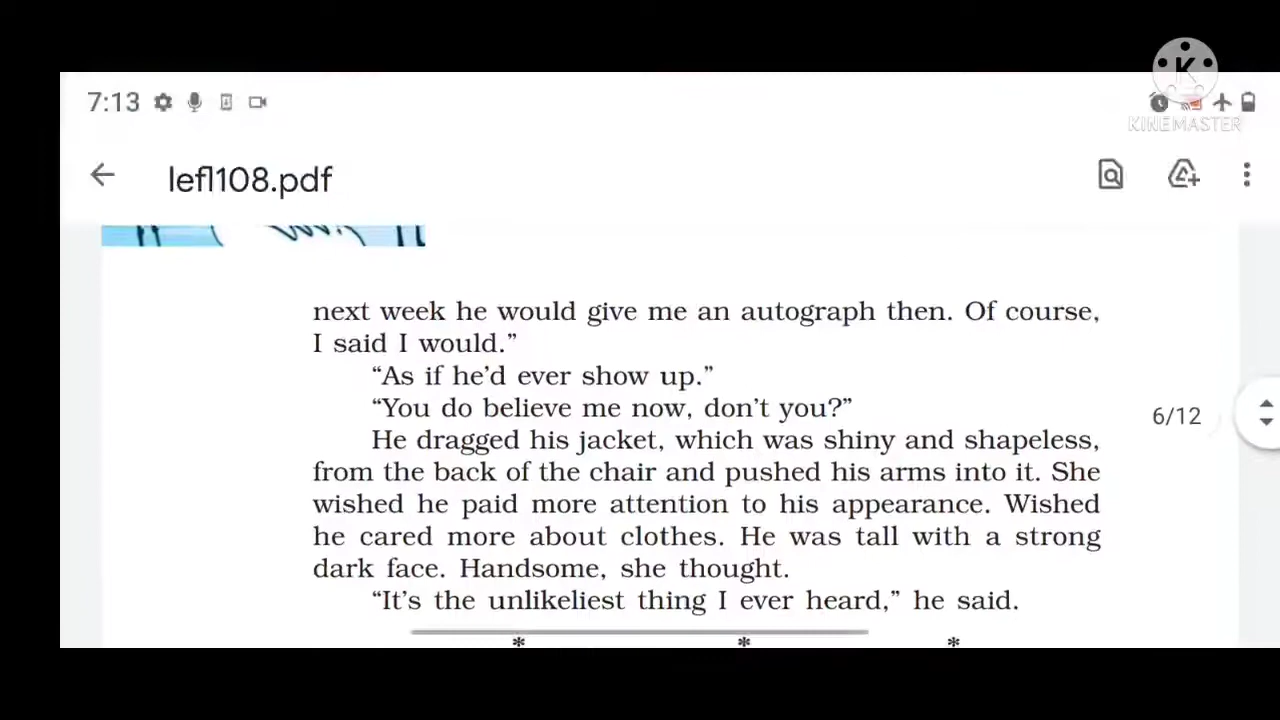 K
KINEMASTER
7:13
lefl108.pdf
next week he would give me an autograph then. Of course,
I said I would.”
“As if he’d ever show up.”
“You do believe me now, don’t you?”
6/12
He dragged his jacket, which was shiny and shapeless,
from the back of the chair and pushed his arms into it. She
wished he paid more attention to his appearance. Wished
he cared more about clothes. He was tall with a strong
dark face. Handsome, she thought.
“It’s the unlikeliest thing I ever heard,” he said.
* * *